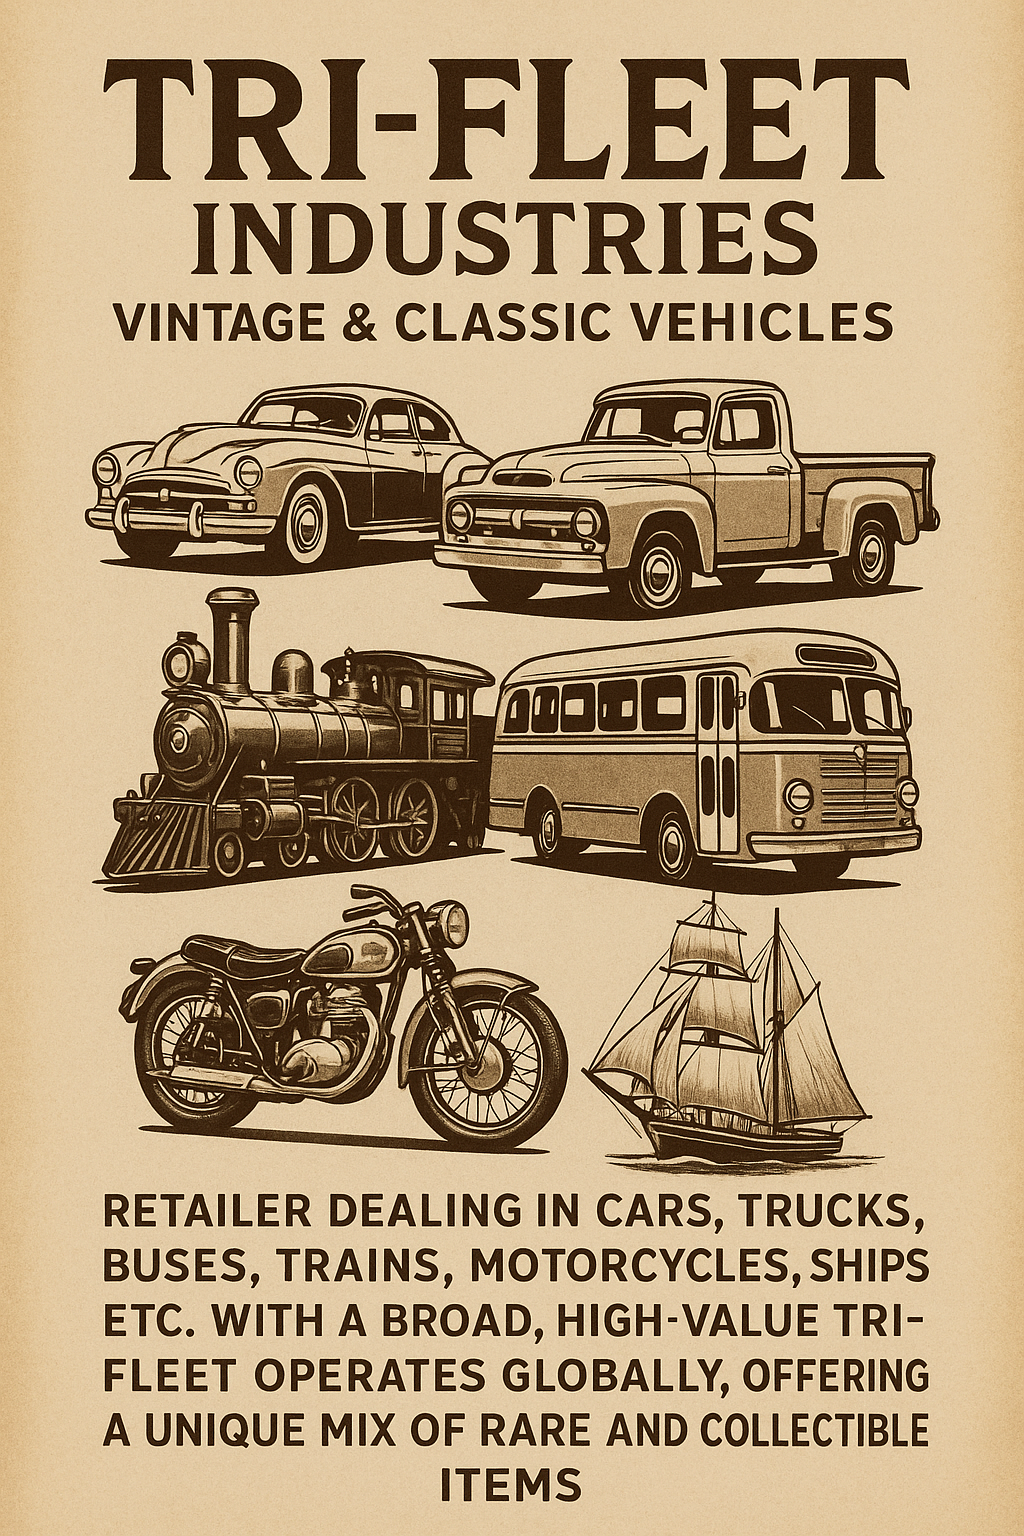 TRI-FLEET
INDUSTRIES
VINTAGE & CLASSIC VEHICLES
RETAILER DEALING IN CARS, TRUCKS,
BUSES, TRAINS, MOTORCYCLES, SHIPS
ETC. WITH A BROAD, HIGH-VALUE TRI-
FLEET OPERATES GLOBALLY, OFFERING
A UNIQUE MIX OF RARE AND COLLECTIBLE
ITEMS